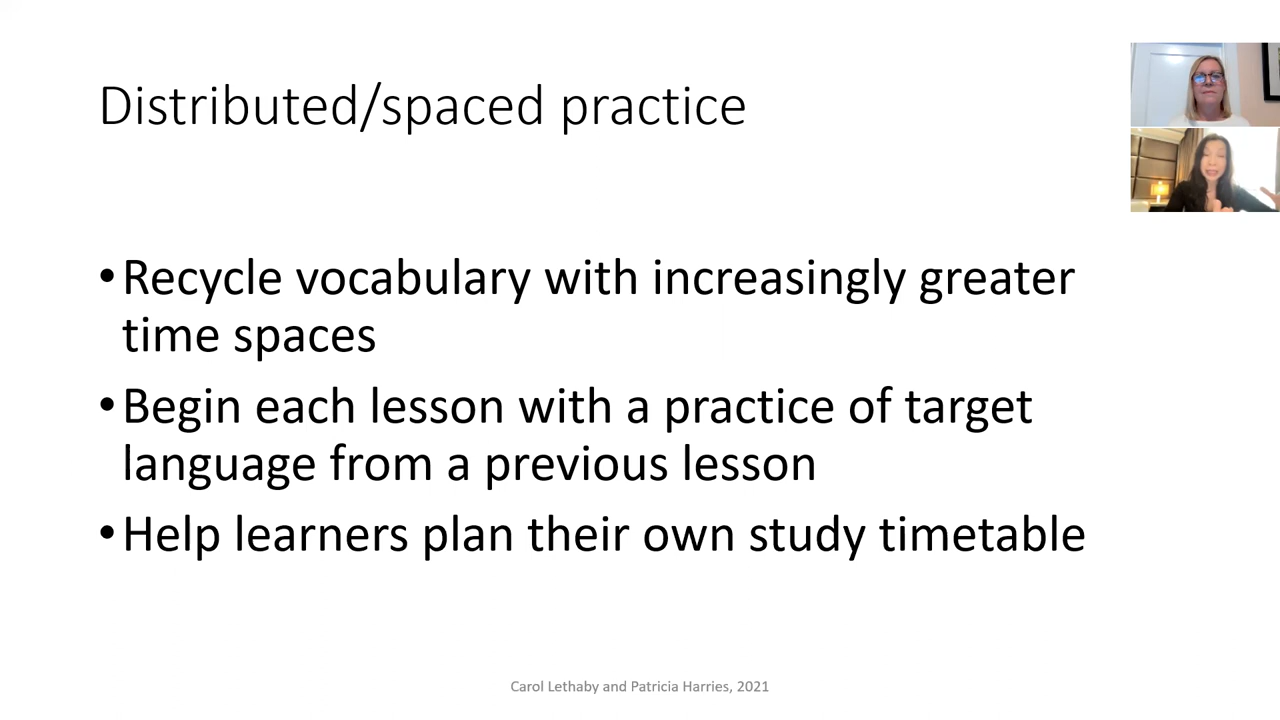 Distributed/spaced practice
•Recycle vocabulary with increasingly greater
time spaces
•Begin each lesson with a practice of target
language from a previous lesson
•Help learners plan their own study timetable
Carol Lethaby and Patricia Harries, 2021